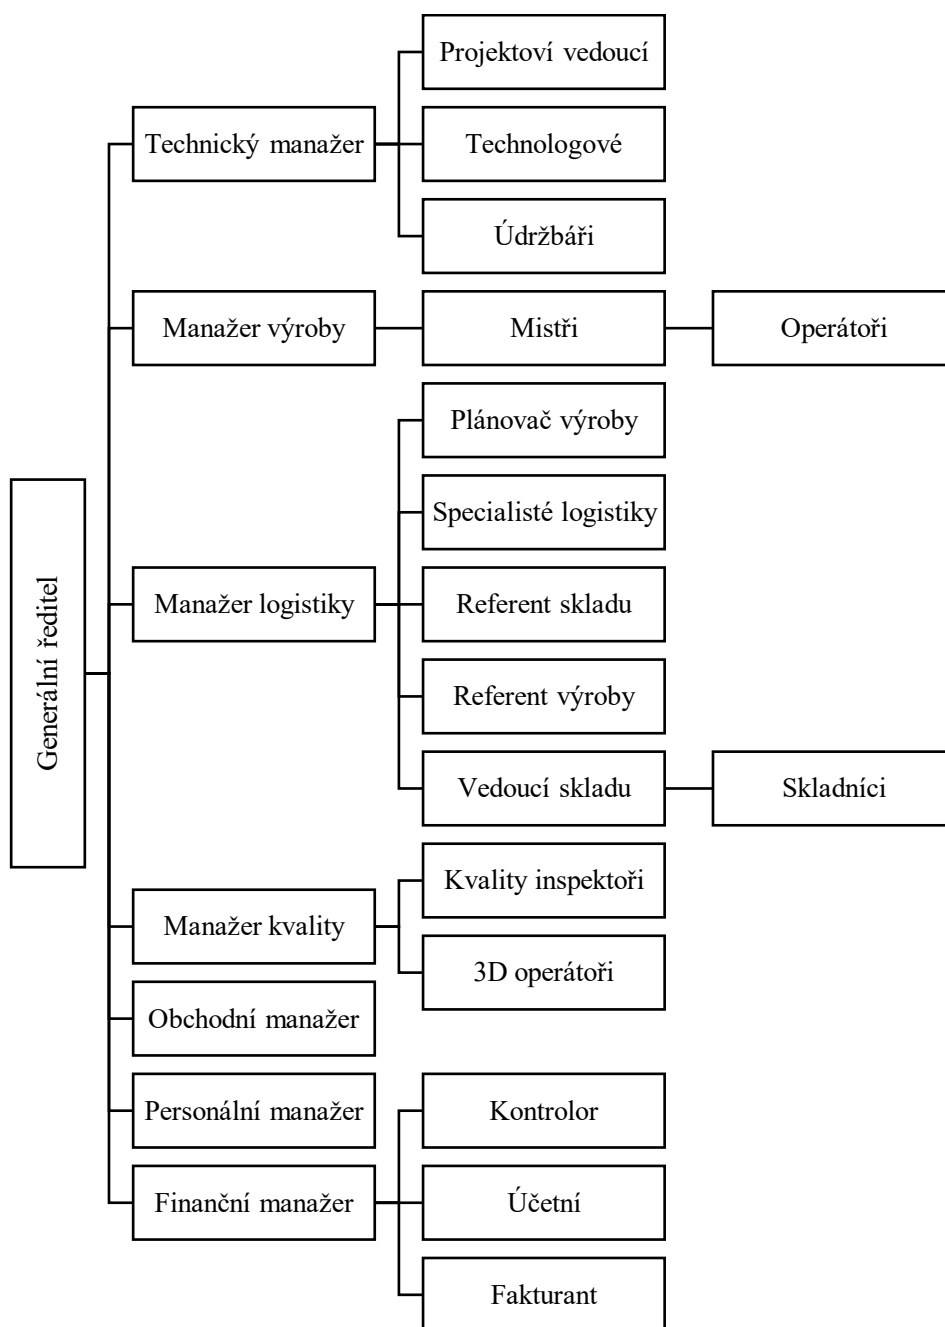 Generální ředitel
Technický manažer
Projektoví vedoucí
Technologové
Údržbáři
Manažer výroby
Mistři
Operátoři
Manažer logistiky
Plánovač výroby
Specialisté logistiky
Referent skladu
Referent výroby
Vedoucí skladu
Skladníci
Manažer kvality
Kvality inspektoři
3D operátoři
Obchodní manažer
Personální manažer
Finanční manažer
Kontrolor
Účetní
Fakturant